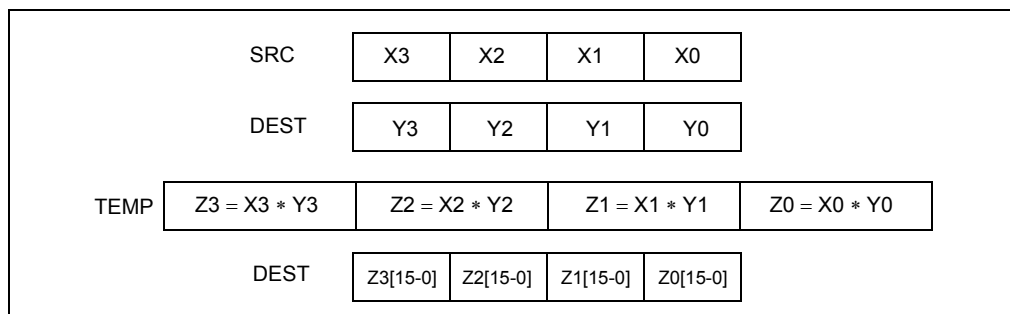 SRC X3 X2 X1 X0
DEST Y3 Y2 Y1 Y0
TEMP Z3 = X3 ∗ Y3 Z2 = X2 ∗ Y2 Z1 = X1 ∗ Y1 Z0 = X0 ∗ Y0
DEST Z3[15-0] Z2[15-0] Z1[15-0] Z0[15-0]